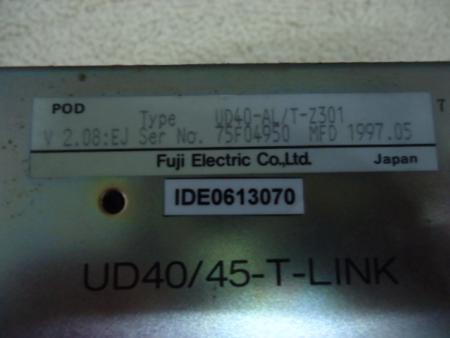 POD
Type UD40-AL/T-Z301
V 2.08:EJ Ser No. 75F04950 MFD 1997.05
Fuji Electric Co.,Ltd. Japan
IDE0613070
UD40/45-T-LINK
T